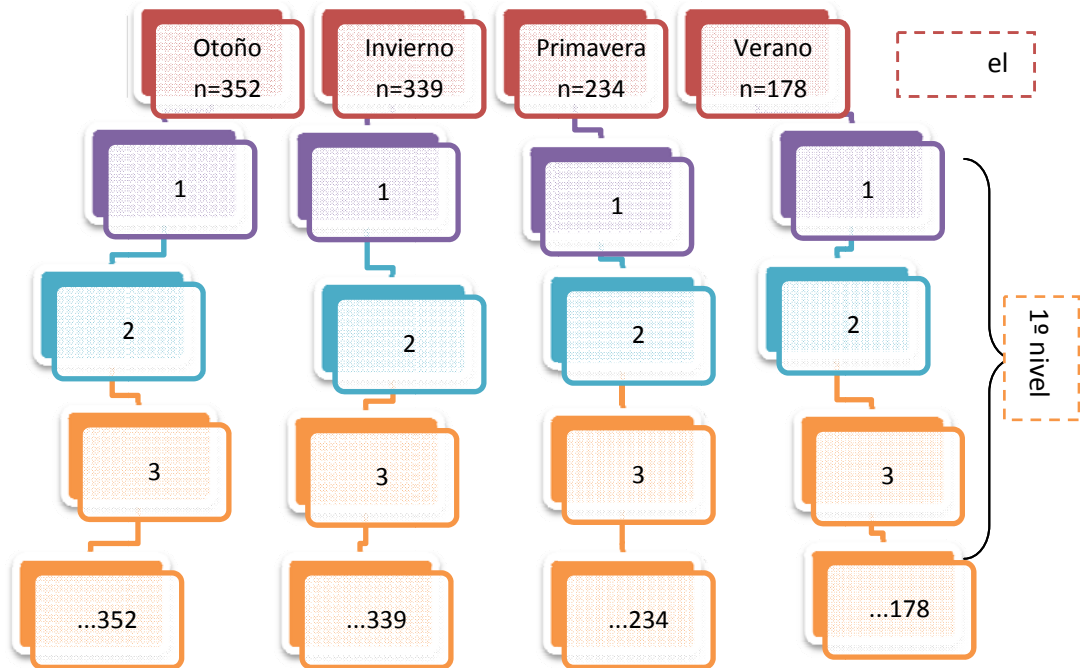 Otoño
n=352
Invierno
n=339
Primavera
n=234
Verano
n=178
el
1
1
1
1
2
2
2
2
1º nivel
3
3
3
3
...352
...339
...234
...178